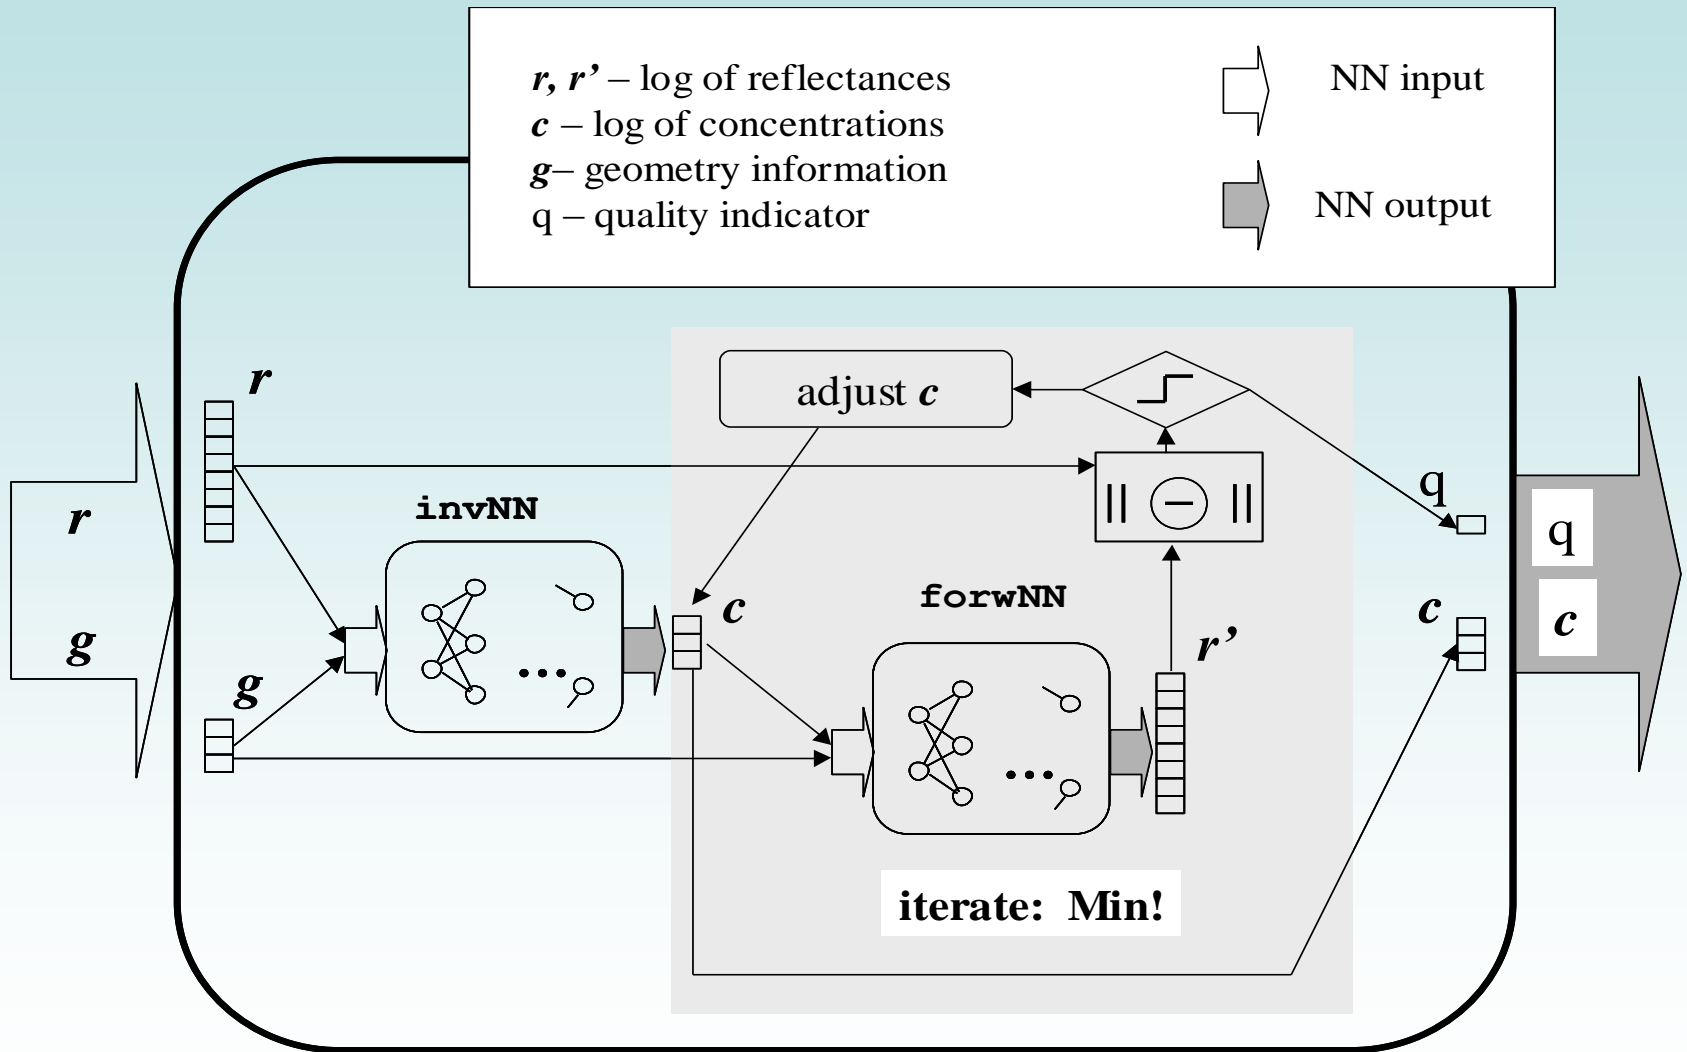 r, r’ – log of reflectances
c – log of concentrations
g– geometry information
q – quality indicator
NN input
NN output
r
g
r
g
invNN
adjust c
c
forwNN
r’
|| – ||
iterate: Min!
q
c
q
c